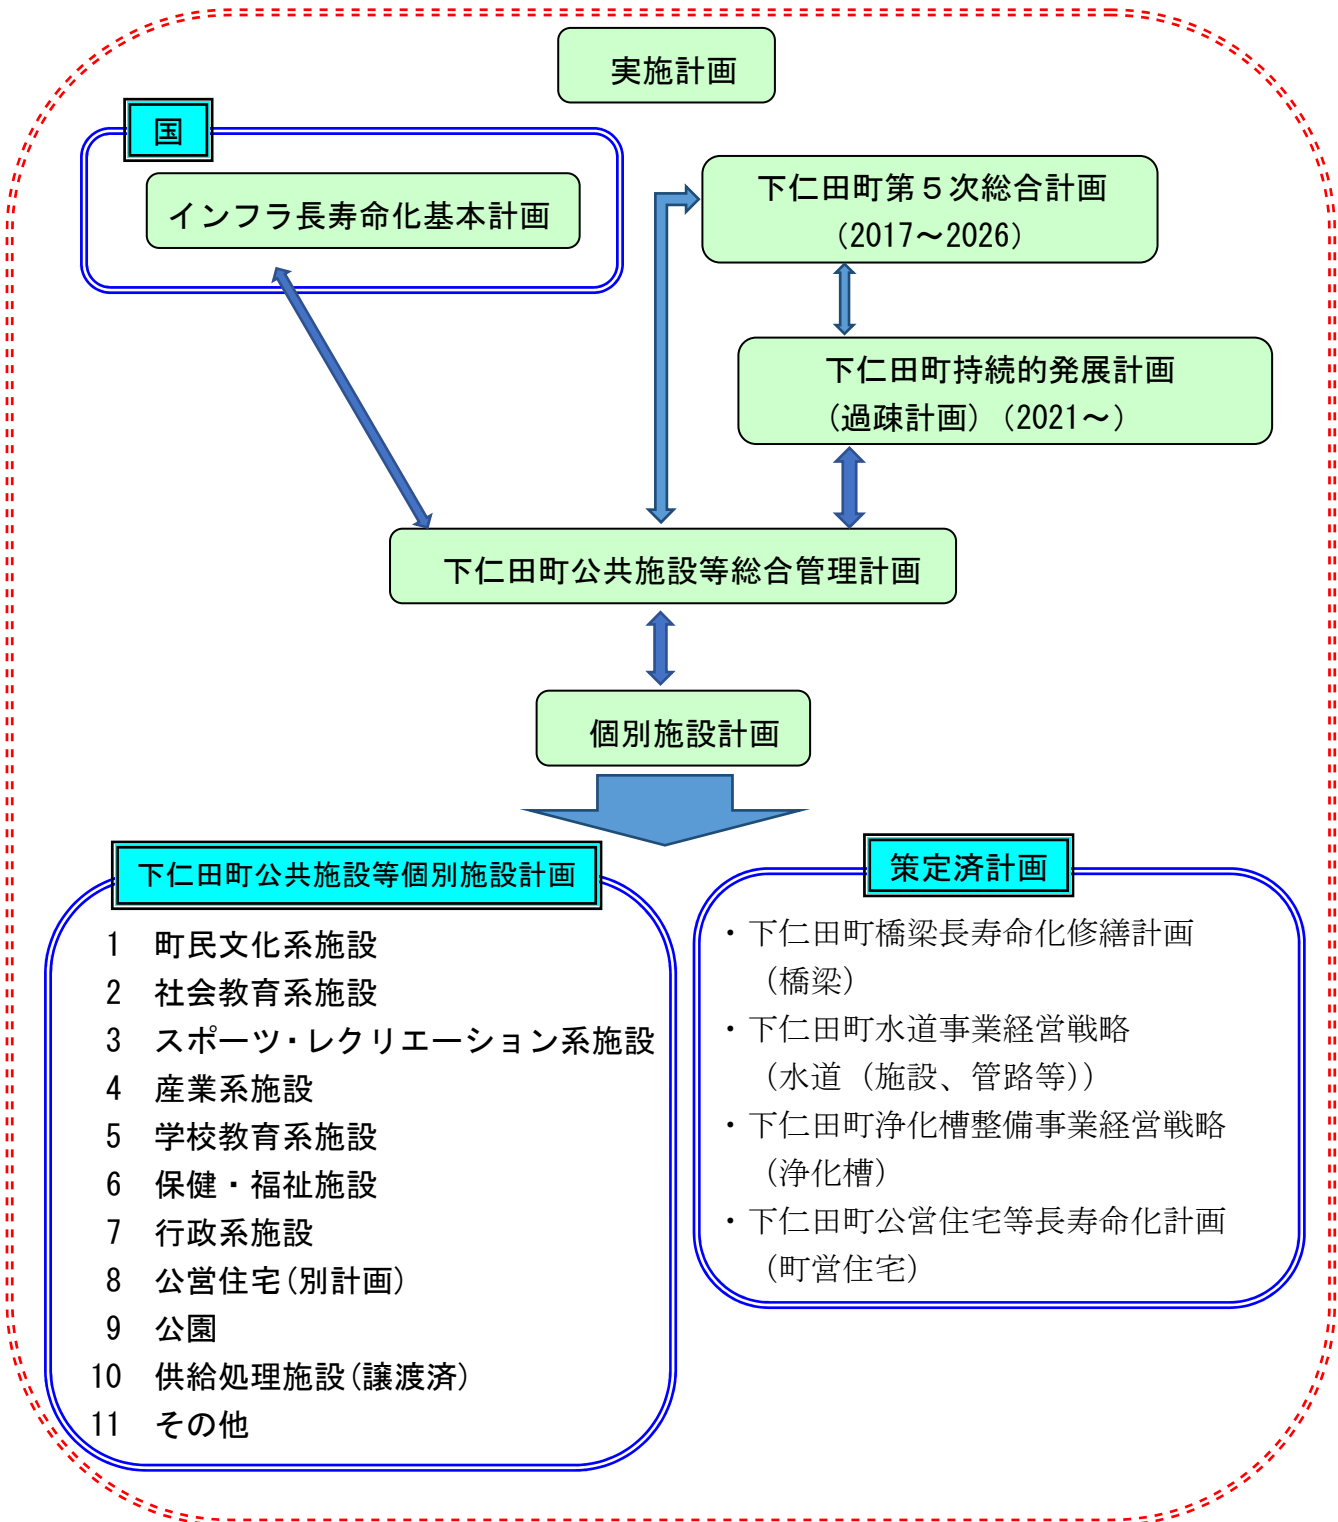 実施計画
国
インフラ長寿命化基本計画
下仁田町第５次総合計画
（2017～2026）
下仁田町持続的発展計画
（過疎計画）（2021～）
下仁田町公共施設等総合管理計画
個別施設計画
下仁田町公共施設等個別施設計画
1 町民文化系施設
2 社会教育系施設
3 スポーツ・レクリエーション系施設
4 産業系施設
5 学校教育系施設
6 保健・福祉施設
7 行政系施設
8 公営住宅(別計画)
9 公園
10 供給処理施設(譲渡済)
11 その他
策定済計画
・下仁田町橋梁長寿命化修繕計画
（橋梁）
・下仁田町水道事業経営戦略
（水道（施設、管路等））
・下仁田町浄化槽整備事業経営戦略
（浄化槽）
・下仁田町公営住宅等長寿命化計画
（町営住宅）